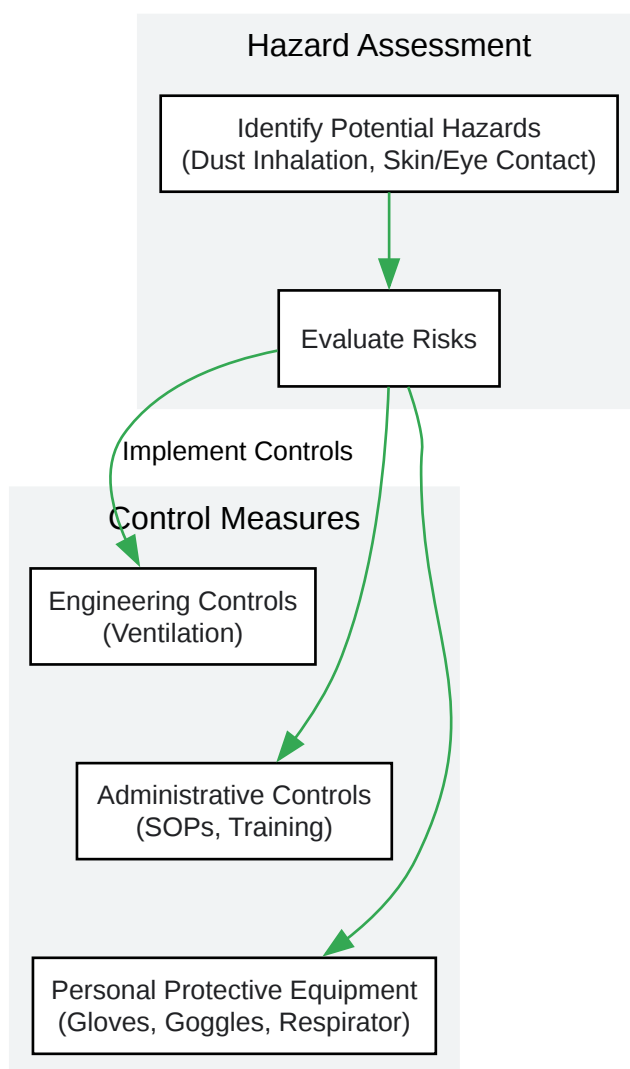 Hazard Assessment
Identify Potential Hazards
(Dust Inhalation, Skin/Eye Contact)
Evaluate Risks
Implement Controls
Control Measures
Engineering Controls
(Ventilation)
Administrative Controls
(SOPs, Training)
Personal Protective Equipment
(Gloves, Goggles, Respirator)